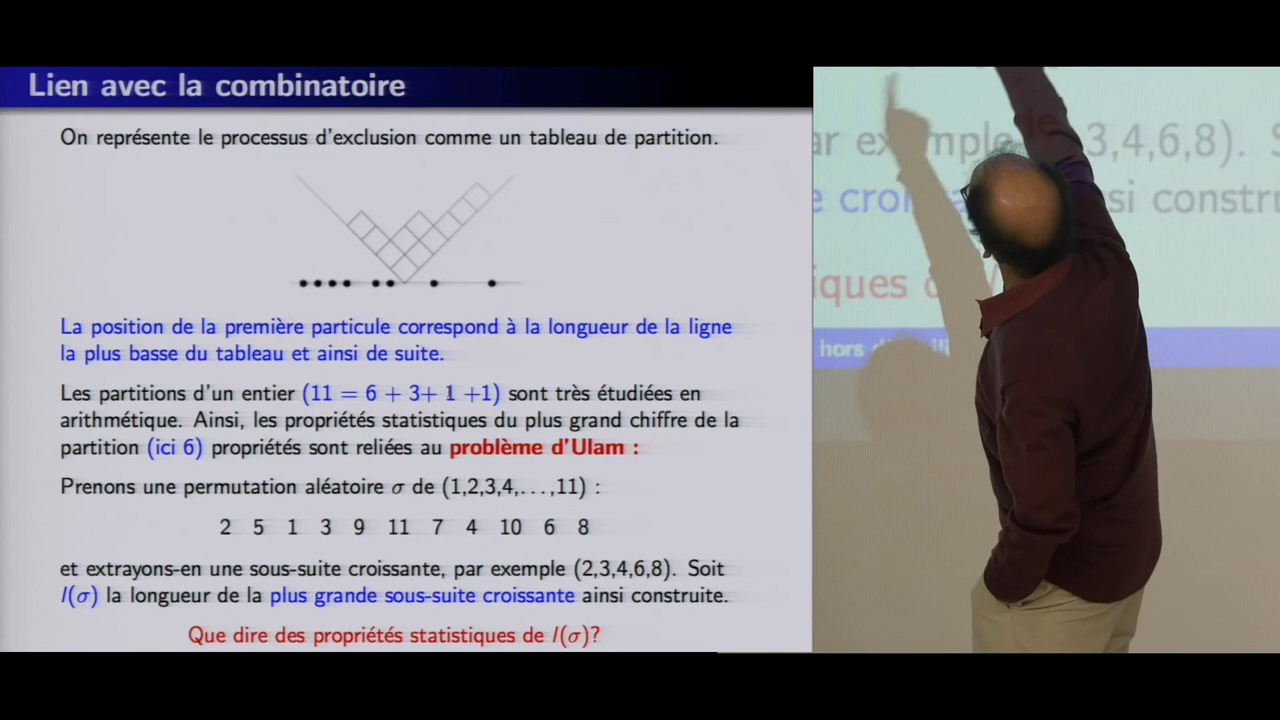 Lien avec la combinatoire
On représente le processus d'exclusion comme un tableau de partition.
La position de la première particule correspond à la longueur de la ligne
la plus basse du tableau et ainsi de suite.
Les partitions d'un entier (11 = 6 + 3+ 1 +1) sont très étudiées en
arithmétique. Ainsi, les propriétés statistiques du plus grand chiffre de la
partition (ici 6) propriétés sont reliées au problème d'Ulam :
Prenons une permutation aléatoire σ de (1,2,3,4,...,11) :
2 5 1 3 9 11 7 4 10 6 8
et extrayons-en une sous-suite croissante, par exemple (2,3,4,6,8). Soit
l(σ) la longueur de la plus grande sous-suite croissante ainsi construite.
Que dire des propriétés statistiques de l(σ)?
3,4,6,8).
si constru
iques d
hors